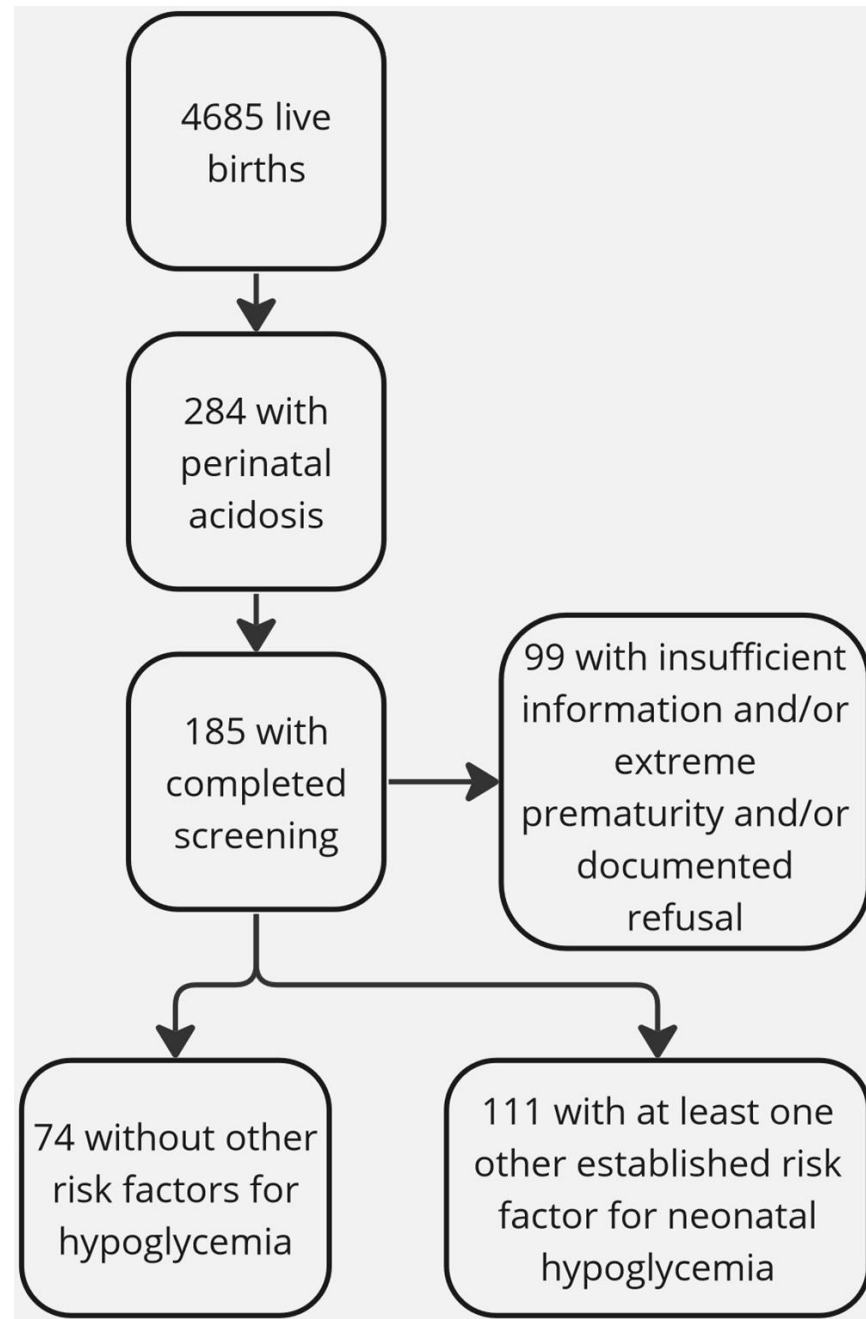 4685 live
births
284 with
perinatal
acidosis
185 with
completed
screening
99 with insufficient
information and/or
extreme
prematurity and/or
documented
refusal
74 without other
risk factors for
hypoglycemia
111 with at least one
other established risk
factor for neonatal
hypoglycemia